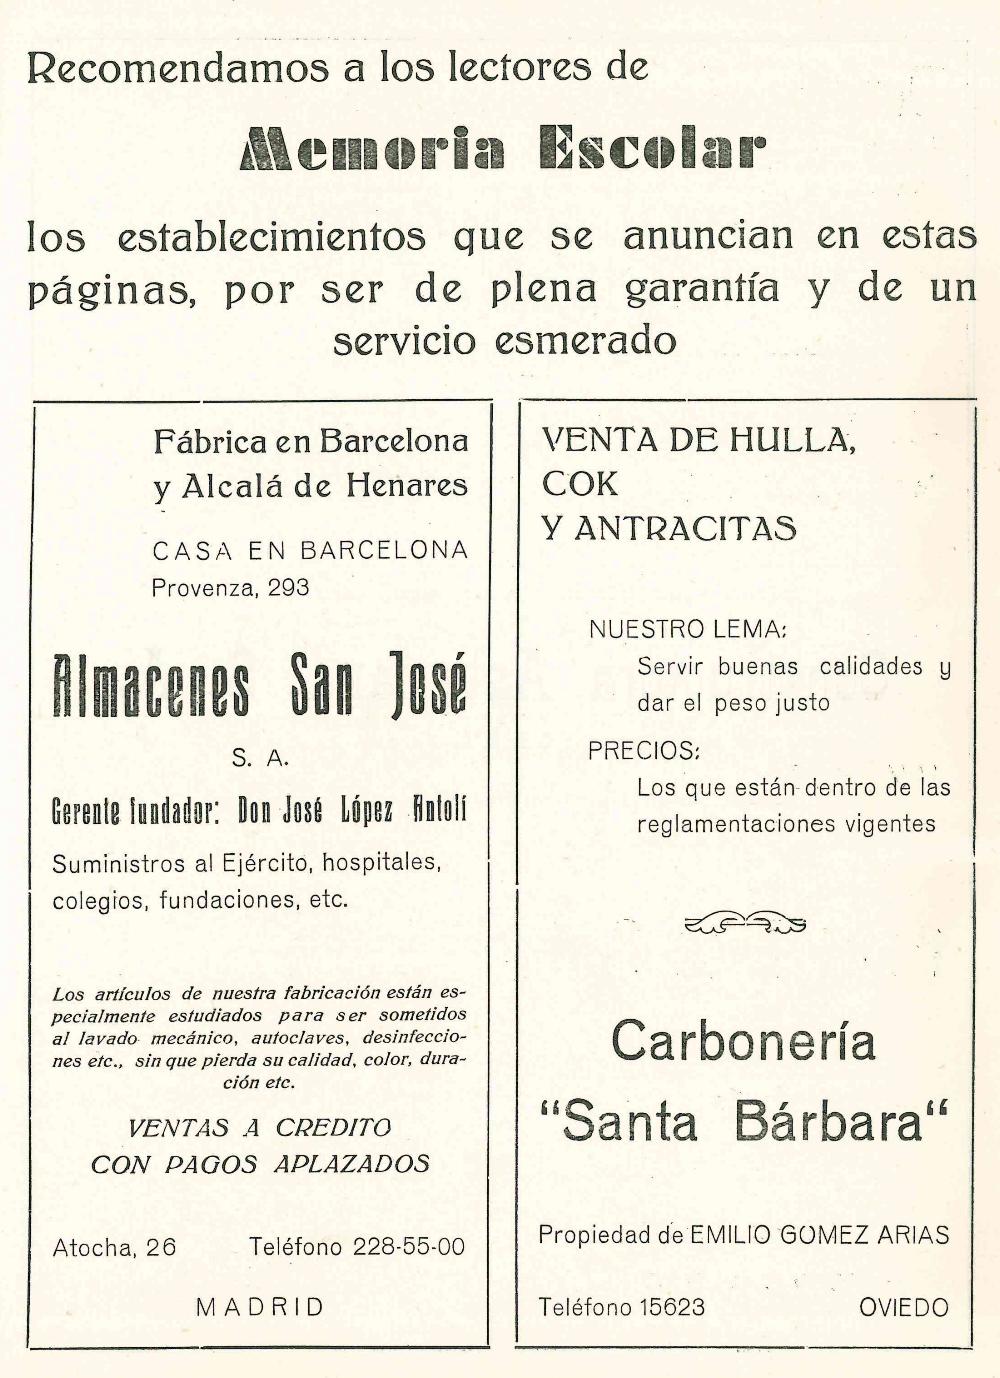 Recomendamos a los lectores de
Memoria Escolar
los establecimientos que se anuncian en estas
páginas, por ser de plena garantía y de un
servicio esmerado
Fábrica en Barcelona
y Alcalá de Henares
CASA EN BARCELONA
Provenza, 293
Almacenes San José
S. A.
Gerente fundador: Don José López Antolí
Suministros al Ejército, hospitales,
colegios, fundaciones, etc.
Los artículos de nuestra fabricación están es-
pecialmente estudiados para ser sometidos
al lavado mecánico, autoclaves, desinfeccio-
nes etc., sin que pierda su calidad, color, dura-
ción etc.
VENTAS A CREDITO
CON PAGOS APLAZADOS
Atocha, 26 Teléfono 228-55-00
MADRID
VENTA DE HULLA,
COK
Y ANTRACITAS
NUESTRO LEMA:
Servir buenas calidades y
dar el peso justo
PRECIOS:
Los que están dentro de las
reglamentaciones vigentes
Carbonería
“Santa Bárbara“
Propiedad de EMILIO GOMEZ ARIAS
Teléfono 15623 OVIEDO